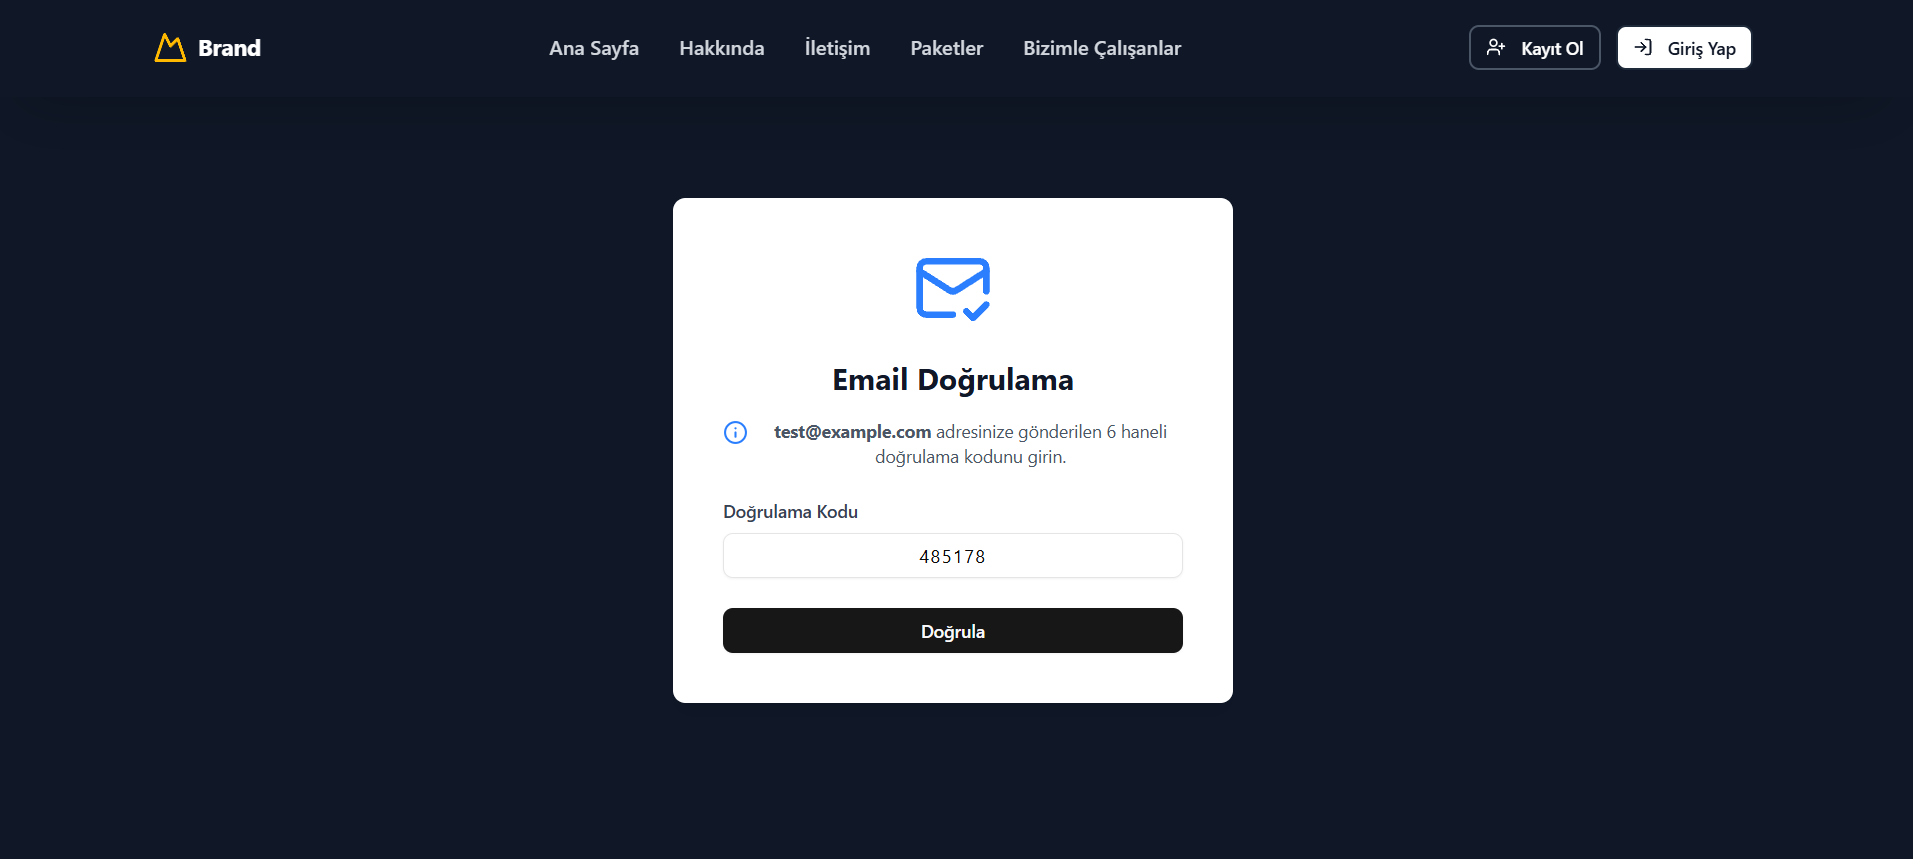 Brand
Ana Sayfa
Hakkında
İletişim
Paketler
Bizimle Çalışanlar
Kayıt Ol
Giriş Yap
Email Doğrulama
test@example.com adresinize gönderilen 6 haneli
doğrulama kodunu girin.
Doğrulama Kodu
485178
Doğrula